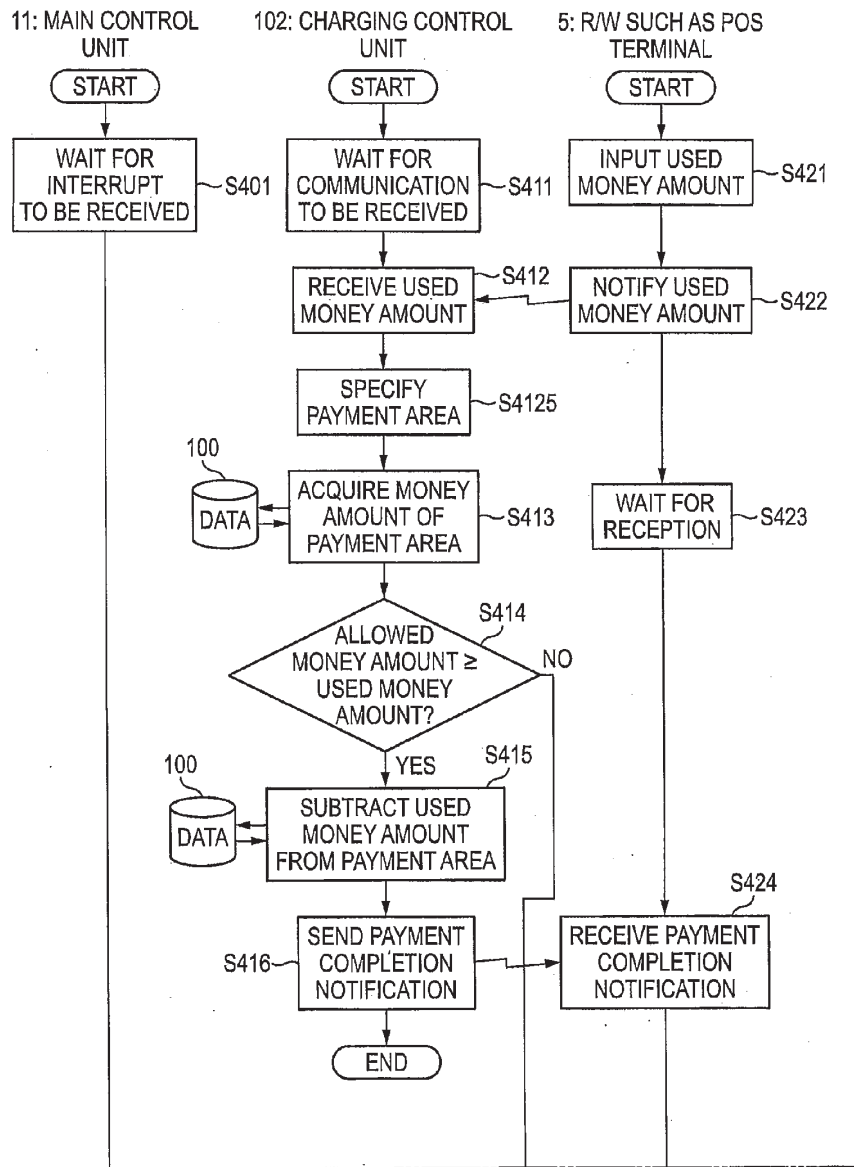 11: MAIN CONTROL
UNIT
102: CHARGING CONTROL
UNIT
5: R/W SUCH AS POS
TERMINAL
START
START
START
WAIT FOR
INTERRUPT
TO BE RECEIVED
S401
WAIT FOR
COMMUNICATION
TO BE RECEIVED
S411
INPUT USED
MONEY AMOUNT
S421
RECEIVE USED
MONEY AMOUNT
S412
NOTIFY USED
MONEY AMOUNT
S422
SPECIFY
PAYMENT AREA
S4125
100
DATA
ACQUIRE MONEY
AMOUNT OF
PAYMENT AREA
S413
WAIT FOR
RECEPTION
S423
S414
ALLOWED
MONEY AMOUNT ≥
USED MONEY
AMOUNT?
NO
YES
100
DATA
S415
SUBTRACT USED
MONEY AMOUNT
FROM PAYMENT AREA
S416
SEND PAYMENT
COMPLETION
NOTIFICATION
S424
RECEIVE PAYMENT
COMPLETION
NOTIFICATION
END